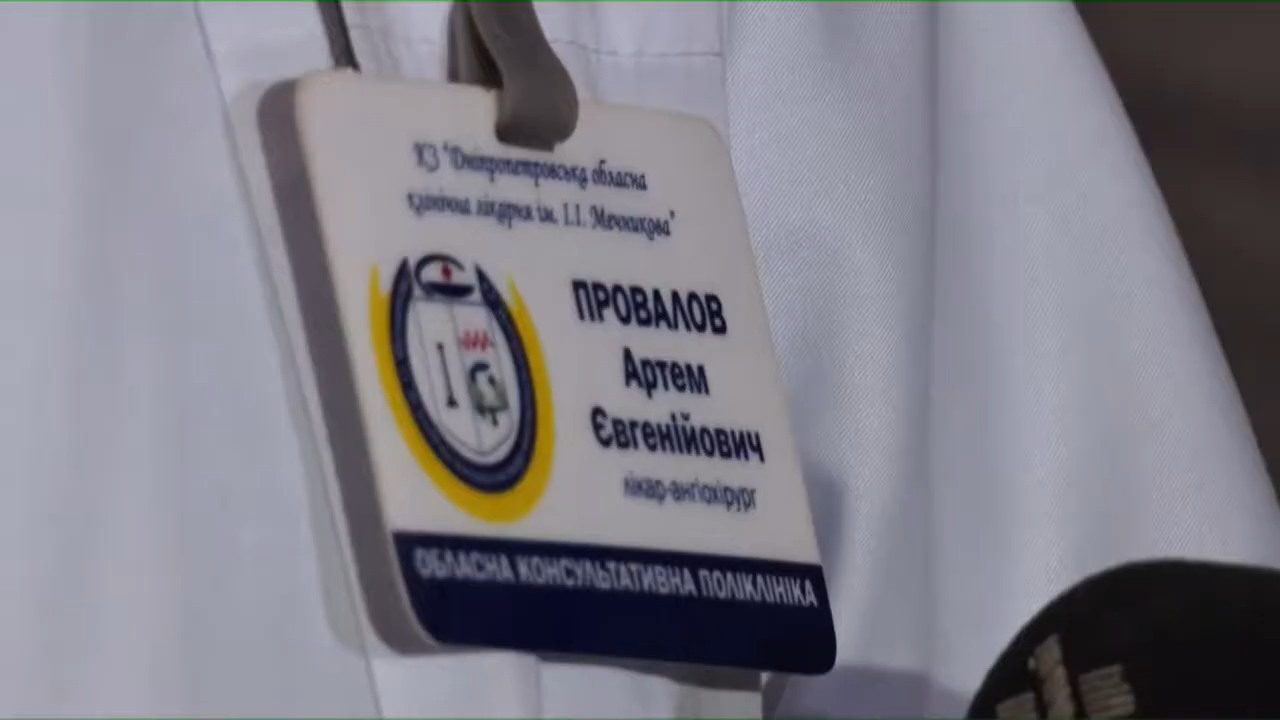 КЗ "Дніпропетровська обласна
клінічна лікарня ім. І.І. Мечникова"
ПРОВАЛОВ
Артем
Євгенійович
лікар-ангіохірург
ОБЛАСНА КОНСУЛЬТАТИВНА ПОЛІКЛІНІКА